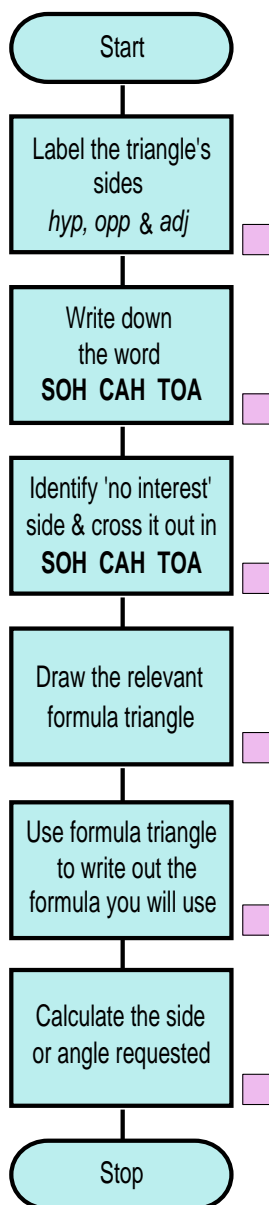 Start
Label the triangle's
sides
hyp, opp & adj
Write down
the word
SOH CAH TOA
Identify 'no interest'
side & cross it out in
SOH CAH TOA
Draw the relevant
formula triangle
Use formula triangle
to write out the
formula you will use
Calculate the side
or angle requested
Stop